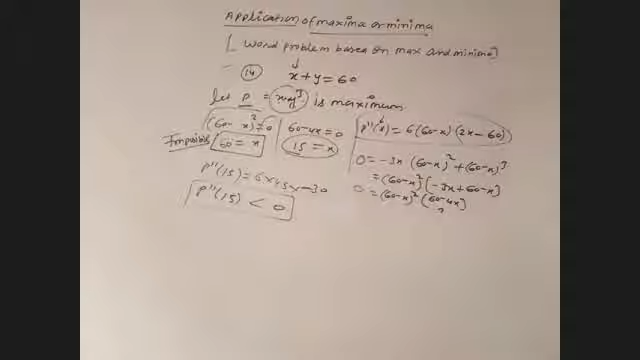 Application of maxima or minima
[ Word problem based on max and minima]
(14) x + y = 60
let P = xy³ is maximum
(60-x)² = 0 | 60-4x = 0 | P''(x) = 6(60-x)(2x-60)
60 = x | 15 = x | 0 = -3x(60-x)² + (60-x)³
= (60-x)² [-3x+60-x]
P''(15) = 6×45×-30 0 = (60-x)² (60-4x)
P''(15) < 0